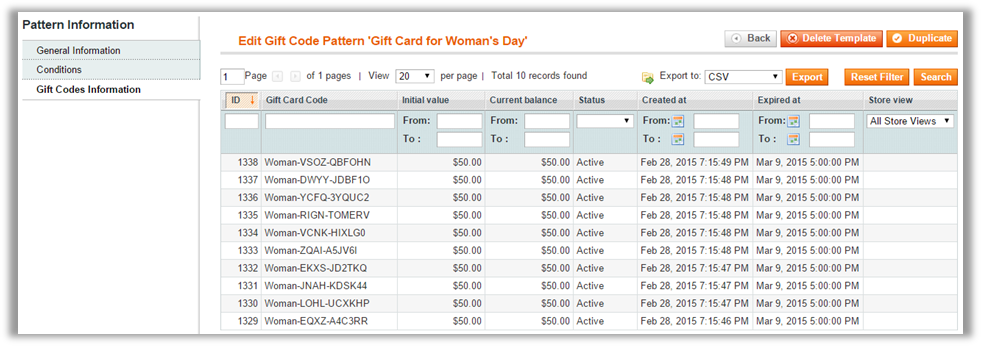 Pattern Information
General Information
Conditions
Gift Codes Information
Edit Gift Code Pattern 'Gift Card for Woman's Day'
Back
Delete Template
Duplicate
1 Page of 1 pages | View 20 per page | Total 10 records found
Export to: CSV Export Reset Filter Search
ID Gift Card Code Initial value Current balance Status Created at Expired at Store view
From: From: From: From: All Store Views
To : To : To : To :
1338 Woman-VSOZ-QBFOHN $50.00 $50.00 Active Feb 28, 2015 7:15:49 PM Mar 9, 2015 5:00:00 PM
1337 Woman-DWYY-JDBF1O $50.00 $50.00 Active Feb 28, 2015 7:15:48 PM Mar 9, 2015 5:00:00 PM
1336 Woman-YCFQ-3YQUC2 $50.00 $50.00 Active Feb 28, 2015 7:15:48 PM Mar 9, 2015 5:00:00 PM
1335 Woman-RIGN-TOMERV $50.00 $50.00 Active Feb 28, 2015 7:15:48 PM Mar 9, 2015 5:00:00 PM
1334 Woman-VCNK-HIXLG0 $50.00 $50.00 Active Feb 28, 2015 7:15:48 PM Mar 9, 2015 5:00:00 PM
1333 Woman-ZQAI-A5JV6I $50.00 $50.00 Active Feb 28, 2015 7:15:48 PM Mar 9, 2015 5:00:00 PM
1332 Woman-EKXS-JD2TKQ $50.00 $50.00 Active Feb 28, 2015 7:15:47 PM Mar 9, 2015 5:00:00 PM
1331 Woman-JNAH-KDSK44 $50.00 $50.00 Active Feb 28, 2015 7:15:47 PM Mar 9, 2015 5:00:00 PM
1330 Woman-LOHL-UCXKHP $50.00 $50.00 Active Feb 28, 2015 7:15:47 PM Mar 9, 2015 5:00:00 PM
1329 Woman-EQXZ-A4C3RR $50.00 $50.00 Active Feb 28, 2015 7:15:46 PM Mar 9, 2015 5:00:00 PM